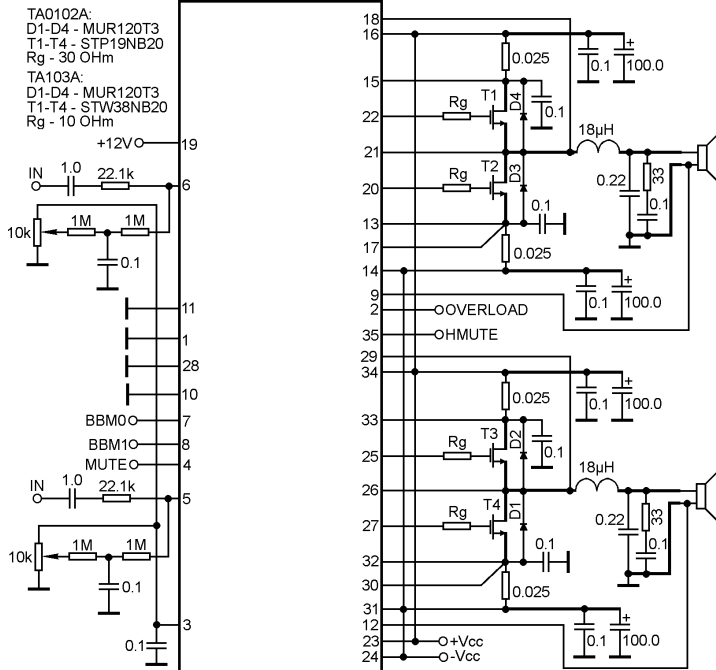 TA0102A:
D1-D4 - MUR120T3
T1-T4 - STP19NB20
Rg - 30 OHm
TA103A:
D1-D4 - MUR120T3
T1-T4 - STW38NB20
Rg - 10 OHm
+12V
19
IN
1.0
22.1k
6
10k
1M
1M
0.1
11
1
28
10
BBM0
7
BBM1
8
MUTE
4
IN
1.0
22.1k
5
10k
1M
1M
0.1
3
0.1
18
16
0.025
0.1
+
100.0
15
T1
D4
0.1
22
Rg
21
18µH
T2
D3
20
Rg
0.22
33
0.1
13
0.1
17
0.025
14
9
0.1
+
100.0
2
OVERLOAD
35
HMUTE
29
34
0.025
0.1
+
100.0
33
T3
D2
0.1
25
Rg
26
18µH
T4
D1
27
Rg
0.22
33
0.1
32
0.1
30
0.025
31
12
0.1
+
100.0
23
+Vcc
24
-Vcc